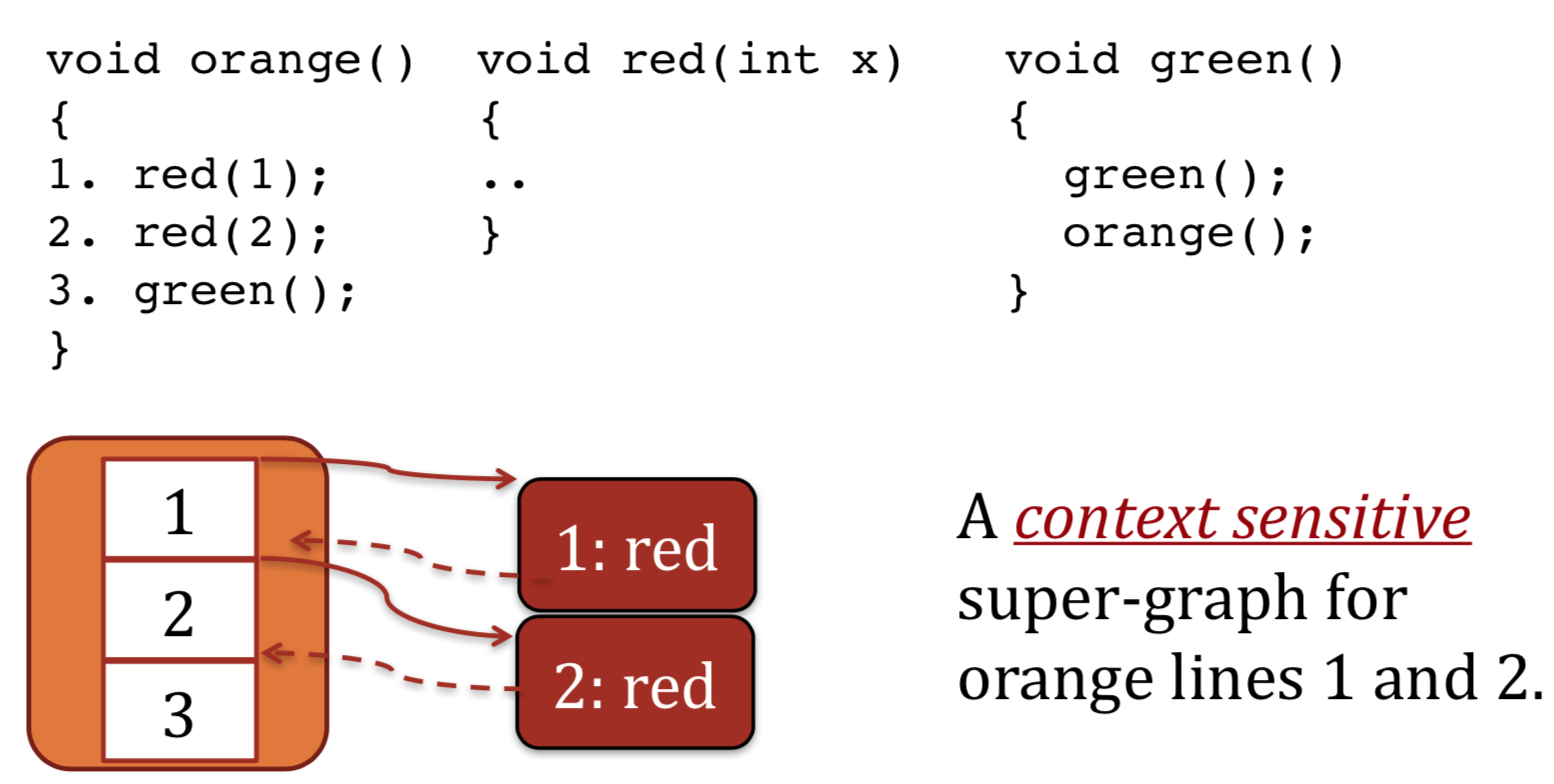 void orange()
{
1. red(1);
2. red(2);
3. green();
}
void red(int x)
{
..
}
void green()
{
green();
orange();
}
1
2
3
1: red
2: red
A context sensitive
super-graph for
orange lines 1 and 2.